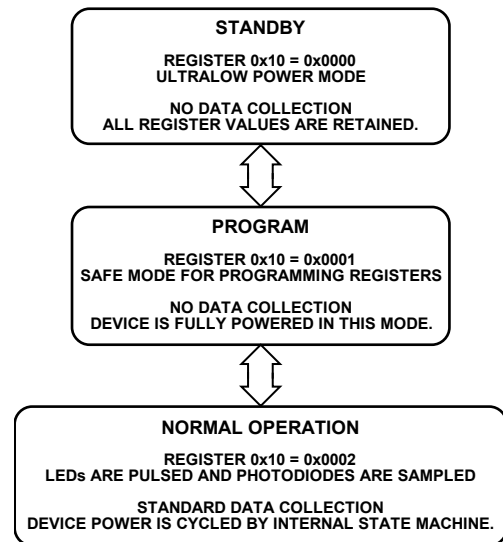 STANDBY
REGISTER 0x10 = 0x0000
ULTRALOW POWER MODE
NO DATA COLLECTION
ALL REGISTER VALUES ARE RETAINED.
PROGRAM
REGISTER 0x10 = 0x0001
SAFE MODE FOR PROGRAMMING REGISTERS
NO DATA COLLECTION
DEVICE IS FULLY POWERED IN THIS MODE.
NORMAL OPERATION
REGISTER 0x10 = 0x0002
LEDs ARE PULSED AND PHOTODIODES ARE SAMPLED
STANDARD DATA COLLECTION
DEVICE POWER IS CYCLED BY INTERNAL STATE MACHINE.